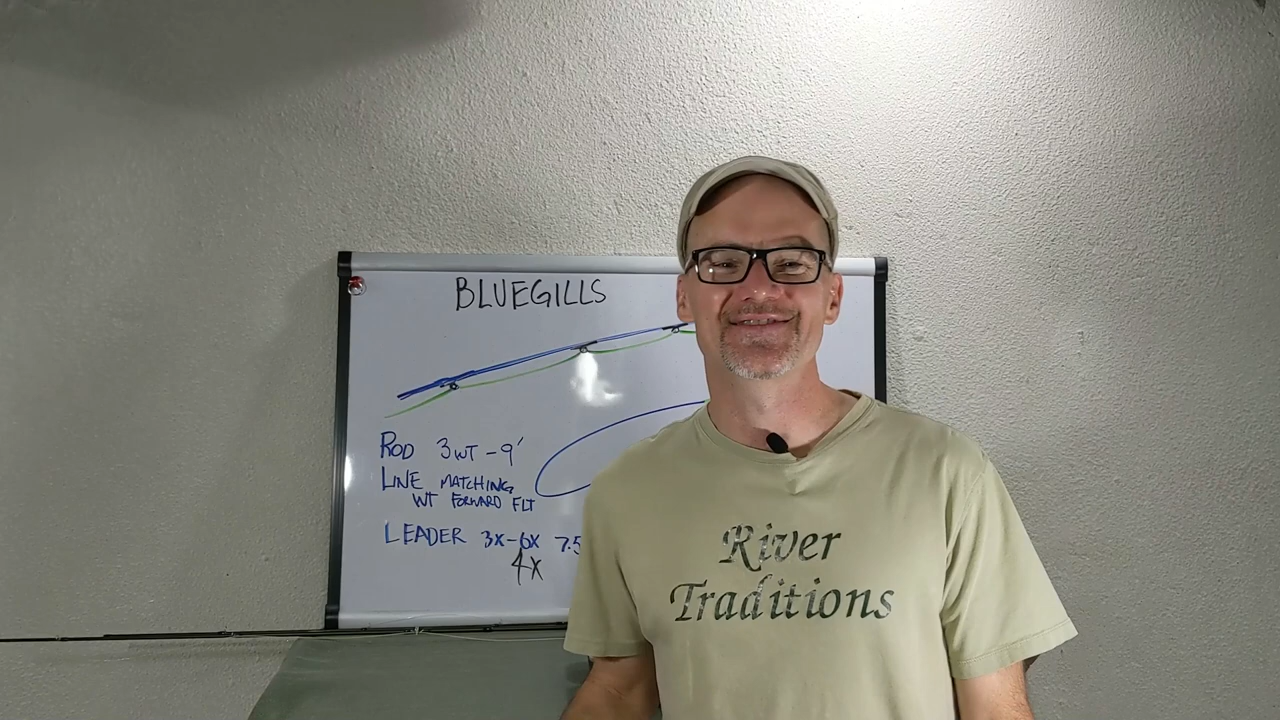 BLUEGILLS
ROD 3WT - 9'
LINE MATCHING
WT FORWARD FLT
LEADER 3X-6X 7.5
4X
River
Traditions